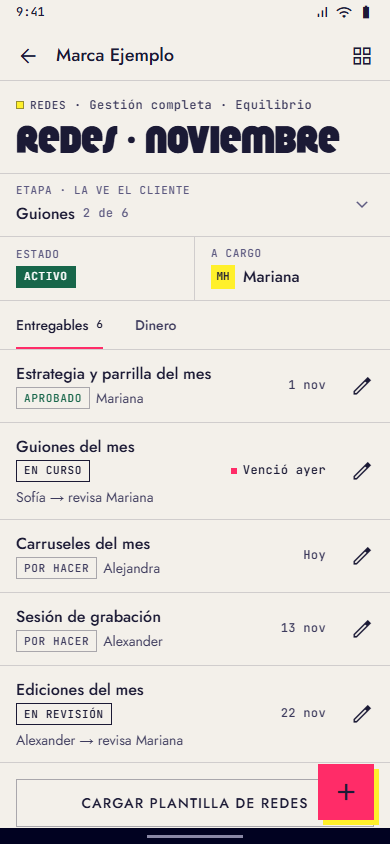 9:41
Marca Ejemplo
REDES · Gestión completa · Equilibrio
Redes · noviembre
ETAPA · LA VE EL CLIENTE
Guiones 2 de 6
ESTADO
ACTIVO
A CARGO
MH Mariana
Entregables 6
Dinero
Estrategia y parrilla del mes
APROBADO Mariana
1 nov
Guiones del mes
EN CURSO
Venció ayer
Sofía → revisa Mariana
Carruseles del mes
POR HACER Alejandra
Hoy
Sesión de grabación
POR HACER Alexander
13 nov
Ediciones del mes
EN REVISIÓN
22 nov
Alexander → revisa Mariana
CARGAR PLANTILLA DE REDES
+